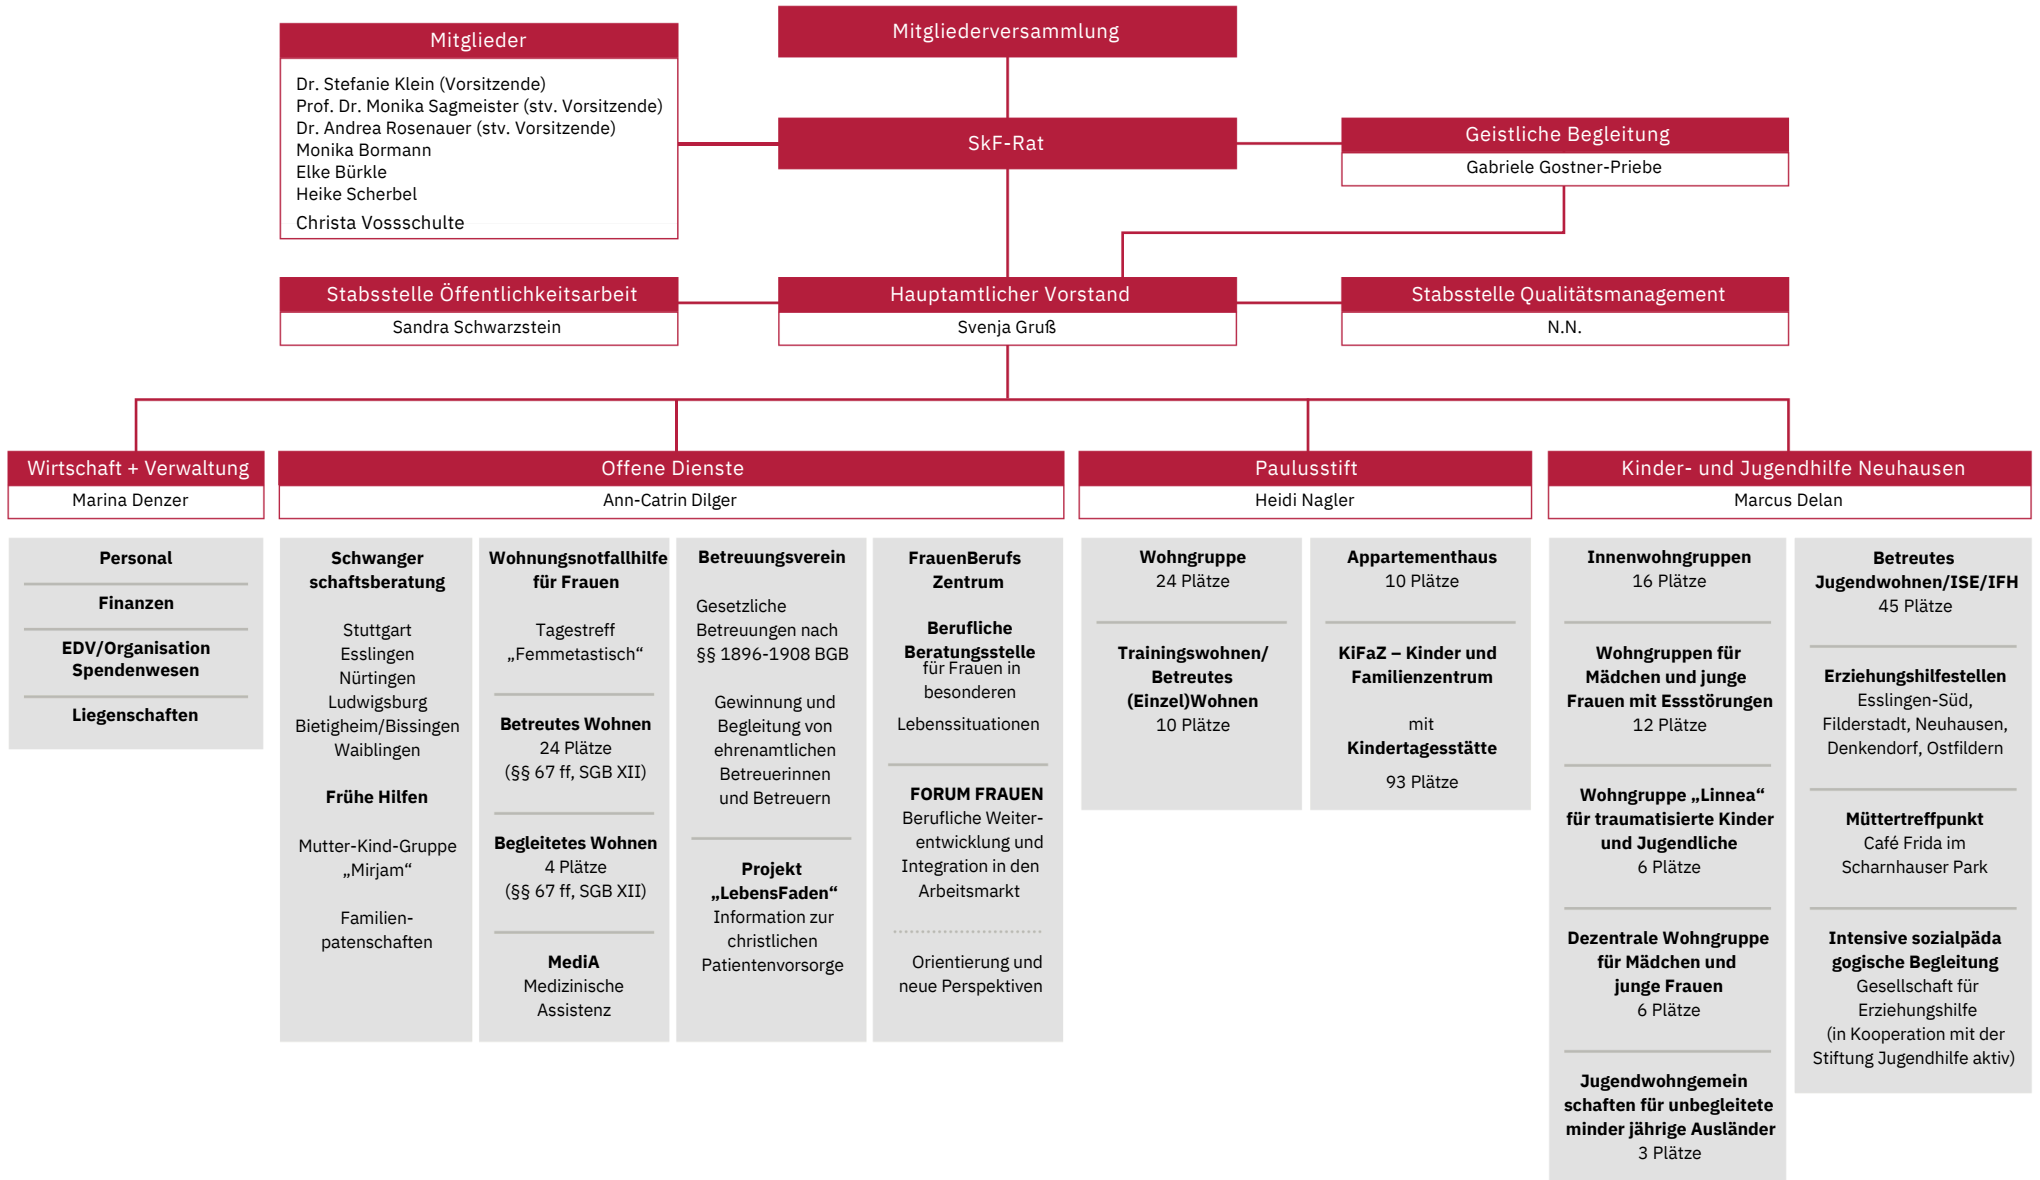 Mitgliederversammlung
Mitglieder
Dr. Stefanie Klein (Vorsitzende)
Prof. Dr. Monika Sagmeister (stv. Vorsitzende)
Dr. Andrea Rosenauer (stv. Vorsitzende)
Monika Bormann
Elke Bürkle
Heike Scherbel
Christa Vossschulte
SkF-Rat
Geistliche Begleitung
Gabriele Gostner-Priebe
Stabsstelle Öffentlichkeitsarbeit
Sandra Schwarzstein
Hauptamtlicher Vorstand
Svenja Gruß
Stabsstelle Qualitätsmanagement
N.N.
Wirtschaft + Verwaltung
Marina Denzer
Personal
Finanzen
EDV/Organisation
Spendenwesen
Liegenschaften
Offene Dienste
Ann-Catrin Dilger
Schwanger
schaftsberatung
Stuttgart
Esslingen
Nürtingen
Ludwigsburg
Bietigheim/Bissingen
Waiblingen
Frühe Hilfen
Mutter-Kind-Gruppe
„Mirjam“
Familien-
patenschaften
Wohnungsnotfallhilfe
für Frauen
Tagestreff
„Femmetastisch“
Betreutes Wohnen
24 Plätze
(§§ 67 ff, SGB XII)
Begleitetes Wohnen
4 Plätze
(§§ 67 ff, SGB XII)
MediA
Medizinische
Assistenz
Betreuungsverein
Gesetzliche
Betreuungen nach
§§ 1896-1908 BGB
Gewinnung und
Begleitung von
ehrenamtlichen
Betreuerinnen
und Betreuern
Projekt
„LebensFaden“
Information zur
christlichen
Patientenvorsorge
FrauenBerufs
Zentrum
Berufliche
Beratungsstelle
für Frauen in
besonderen
Lebenssituationen
FORUM FRAUEN
Berufliche Weiter-
entwicklung und
Integration in den
Arbeitsmarkt
Orientierung und
neue Perspektiven
Paulusstift
Heidi Nagler
Wohngruppe
24 Plätze
Trainingswohnen/
Betreutes
(Einzel)Wohnen
10 Plätze
Appartementhaus
10 Plätze
KiFaZ – Kinder und
Familienzentrum
mit
Kindertagesstätte
93 Plätze
Kinder- und Jugendhilfe Neuhausen
Marcus Delan
Innenwohngruppen
16 Plätze
Wohngruppen für
Mädchen und junge
Frauen mit Essstörungen
12 Plätze
Wohngruppe „Linnea“
für traumatisierte Kinder
und Jugendliche
6 Plätze
Dezentrale Wohngruppe
für Mädchen und
junge Frauen
6 Plätze
Jugendwohngemein
schaften für unbegleitete
minder jährige Ausländer
3 Plätze
Betreutes
Jugendwohnen/ISE/IFH
45 Plätze
Erziehungshilfestellen
Esslingen-Süd,
Filderstadt, Neuhausen,
Denkendorf, Ostfildern
Müttertreffpunkt
Café Frida im
Scharnhauser Park
Intensive sozialpäda
gogische Begleitung
Gesellschaft für
Erziehungshilfe
(in Kooperation mit der
Stiftung Jugendhilfe aktiv)